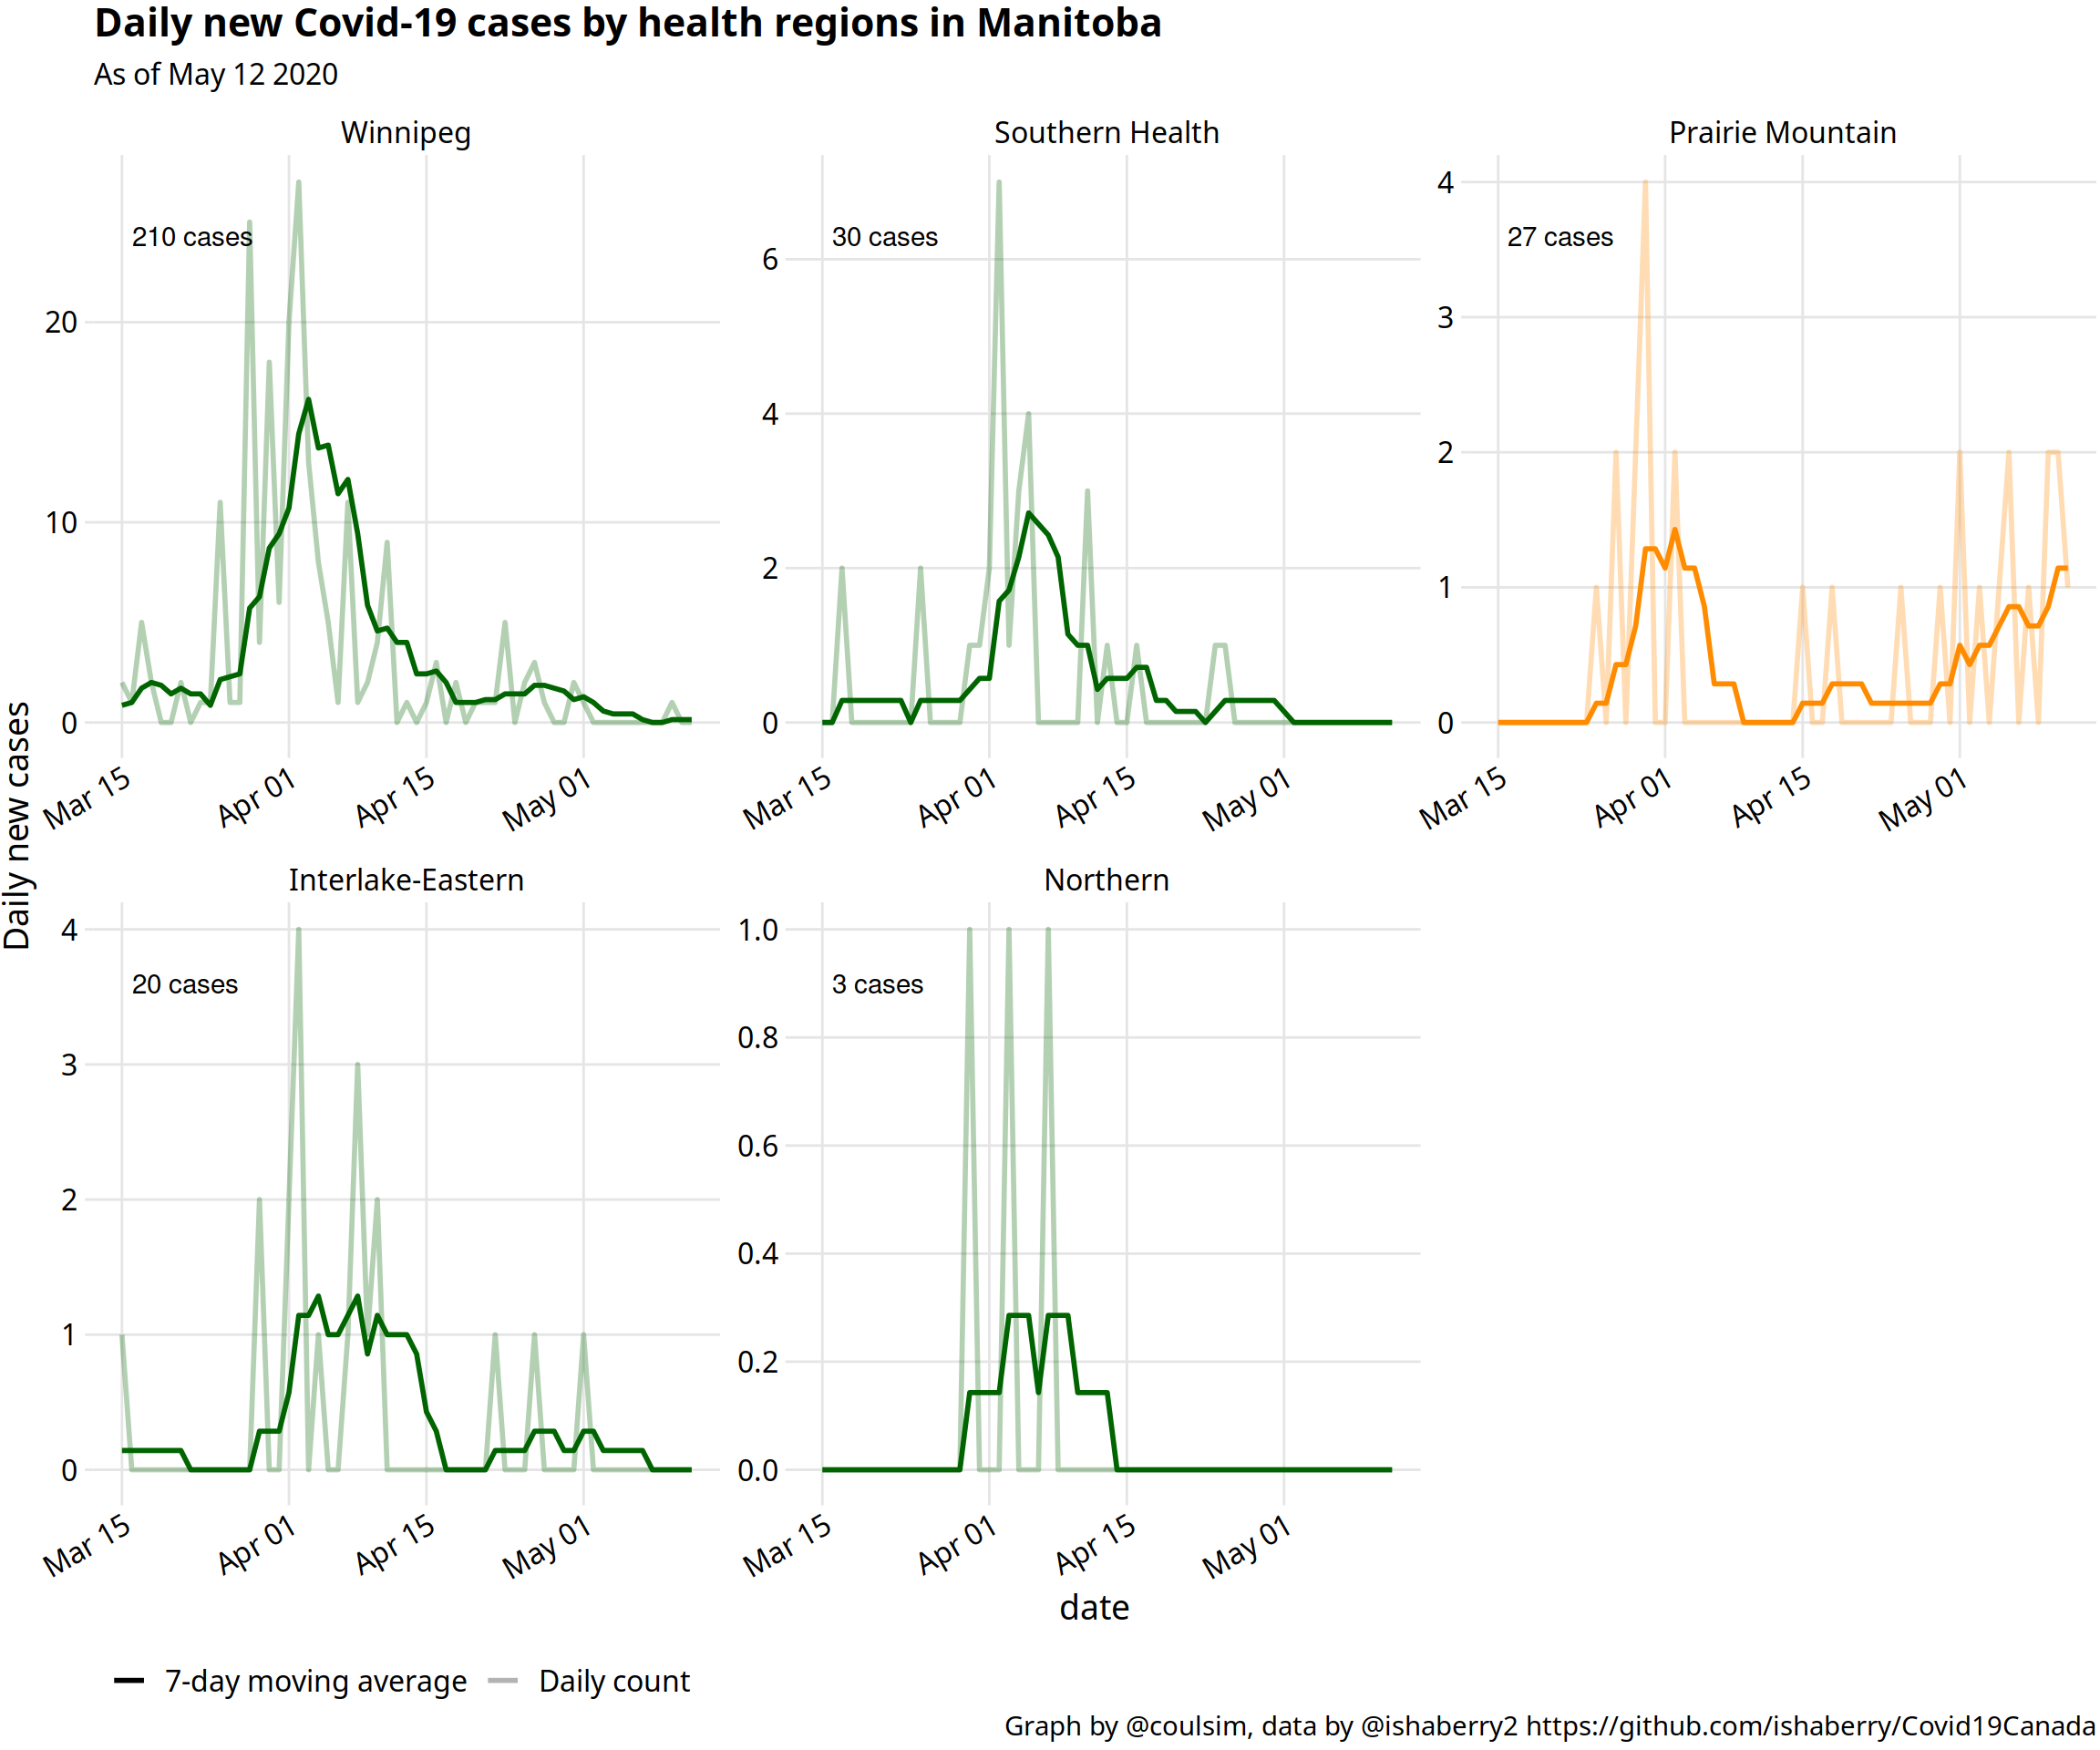 Daily new Covid-19 cases by health regions in Manitoba
As of May 12 2020
Winnipeg
210 cases
20
10
0
Mar 15
Apr 01
Apr 15
May 01
Southern Health
30 cases
6
4
2
0
Mar 15
Apr 01
Apr 15
May 01
Prairie Mountain
27 cases
4
3
2
1
0
Mar 15
Apr 01
Apr 15
May 01
Daily new cases
Interlake-Eastern
20 cases
4
3
2
1
0
Mar 15
Apr 01
Apr 15
May 01
Northern
3 cases
1.0
0.8
0.6
0.4
0.2
0.0
Mar 15
Apr 01
Apr 15
May 01
date
7-day moving average
Daily count
Graph by @coulsim, data by @ishaberry2 https://github.com/ishaberry/Covid19Canada